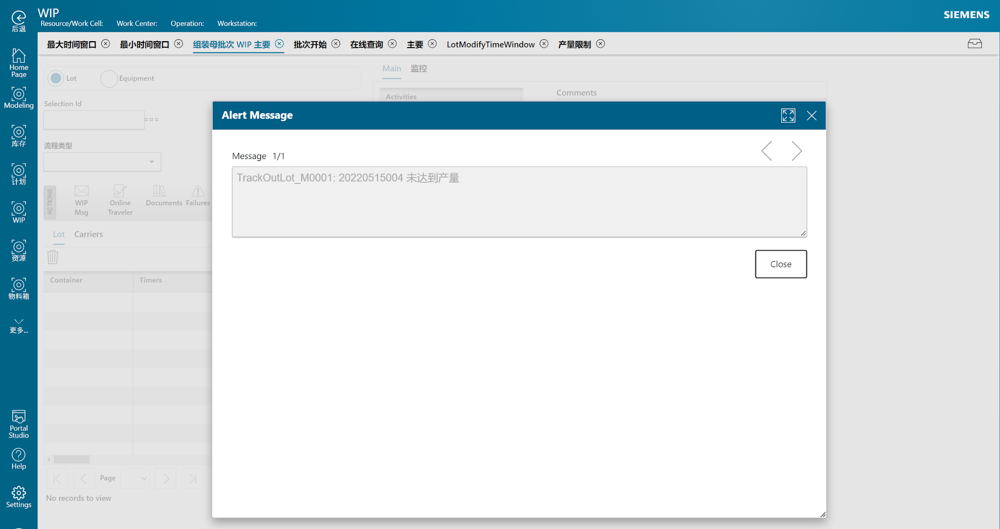 后退
WIP
Resource/Work Cell: Work Center: Operation: Workstation:
SIEMENS
最大时间窗口 最小时间窗口 组装母批次 WIP 主要 批次开始 在线查询 主要 LotModifyTimeWindow 产量限制
Home
Page
Modeling
库存
计划
WIP
资源
物料箱
更多...
Portal
Studio
Help
Settings
Lot Equipment
Selection Id
流程类型
ACTIONS
WIP
Msg
Online
Traveler
Documents
Failures
Lot Carriers
Container Timers
Page
No records to view
Main 监控
Activities
Comments
Alert Message
Message 1/1
TrackOutLot_M0001: 20220515004 未达到产量
Close